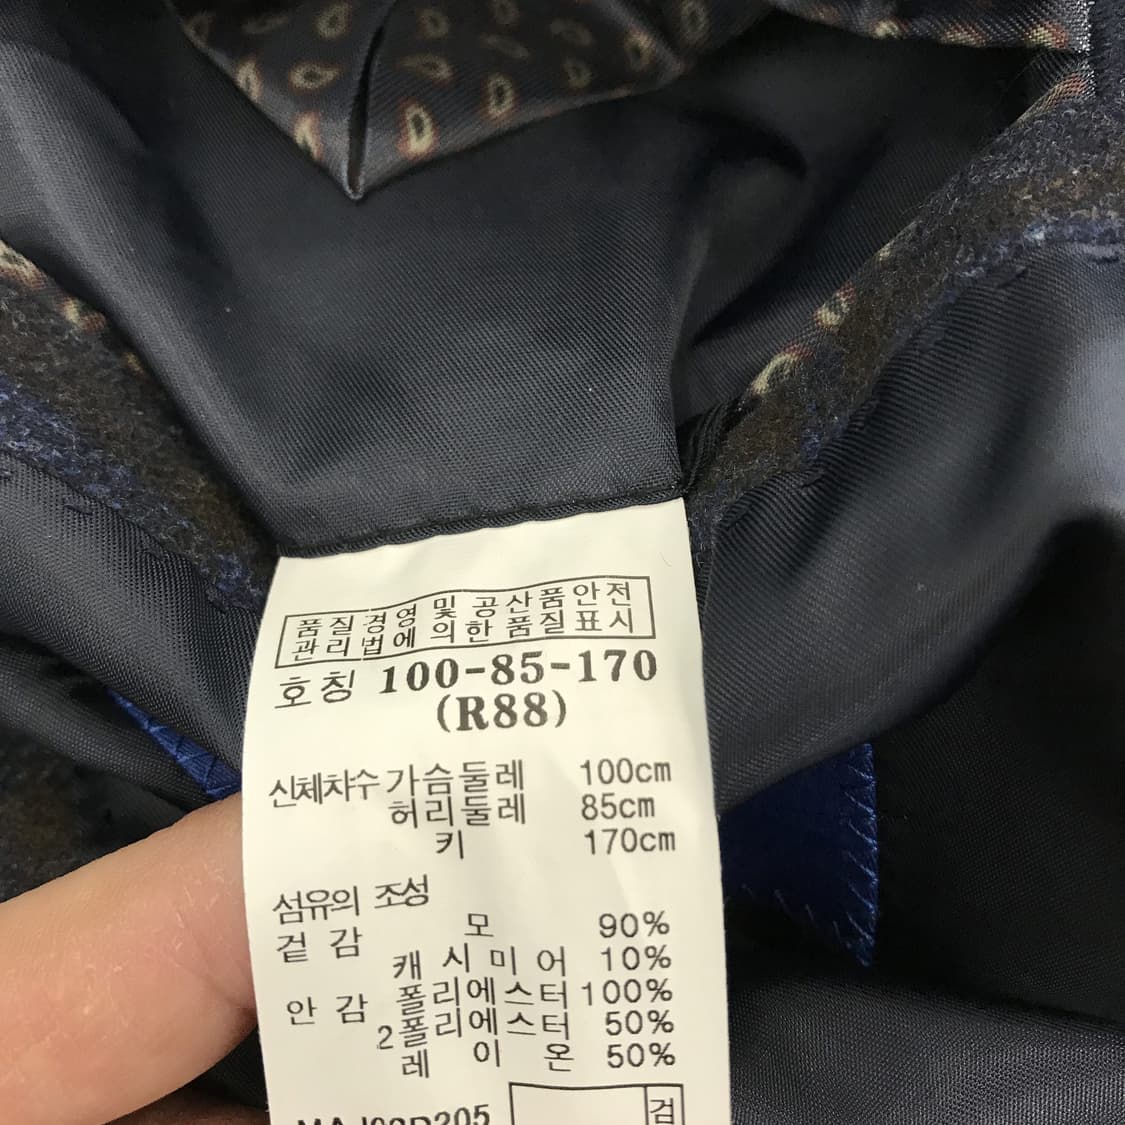 품질경영 및 공산품안전
관리법에 의한 품질표시
호칭 100-85-170
(R88)
신체치수 가슴둘레 100cm
허리둘레 85cm
키 170cm
섬유의 조성
겉감 모 90%
캐시미어 10%
안감 폴리에스터 100%
2폴리에스터 50%
레이온 50%
검